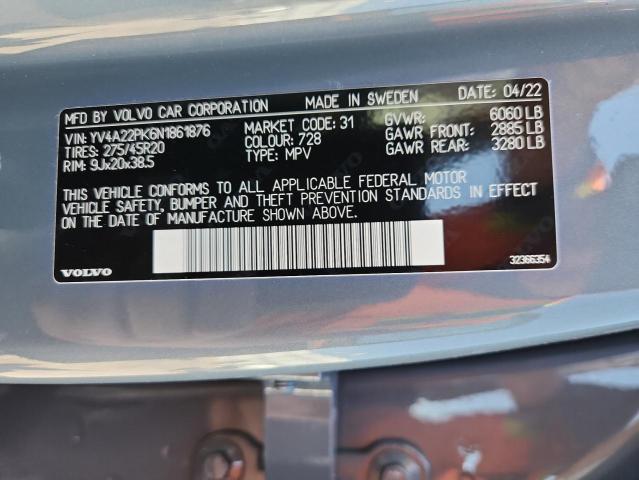 MFD BY VOLVO CAR CORPORATION MADE IN SWEDEN DATE: 04/22
VIN: YV4A22PK6N1861876 MARKET CODE: 31 GVWR: 6060 LB
TIRES: 275/45R20 COLOUR: 728 GAWR FRONT: 2885 LB
RIM: 9Jx20x38.5 TYPE: MPV GAWR REAR: 3280 LB
THIS VEHICLE CONFORMS TO ALL APPLICABLE FEDERAL MOTOR
VEHICLE SAFETY, BUMPER AND THEFT PREVENTION STANDARDS IN EFFECT
ON THE DATE OF MANUFACTURE SHOWN ABOVE.
VOLVO 32366354